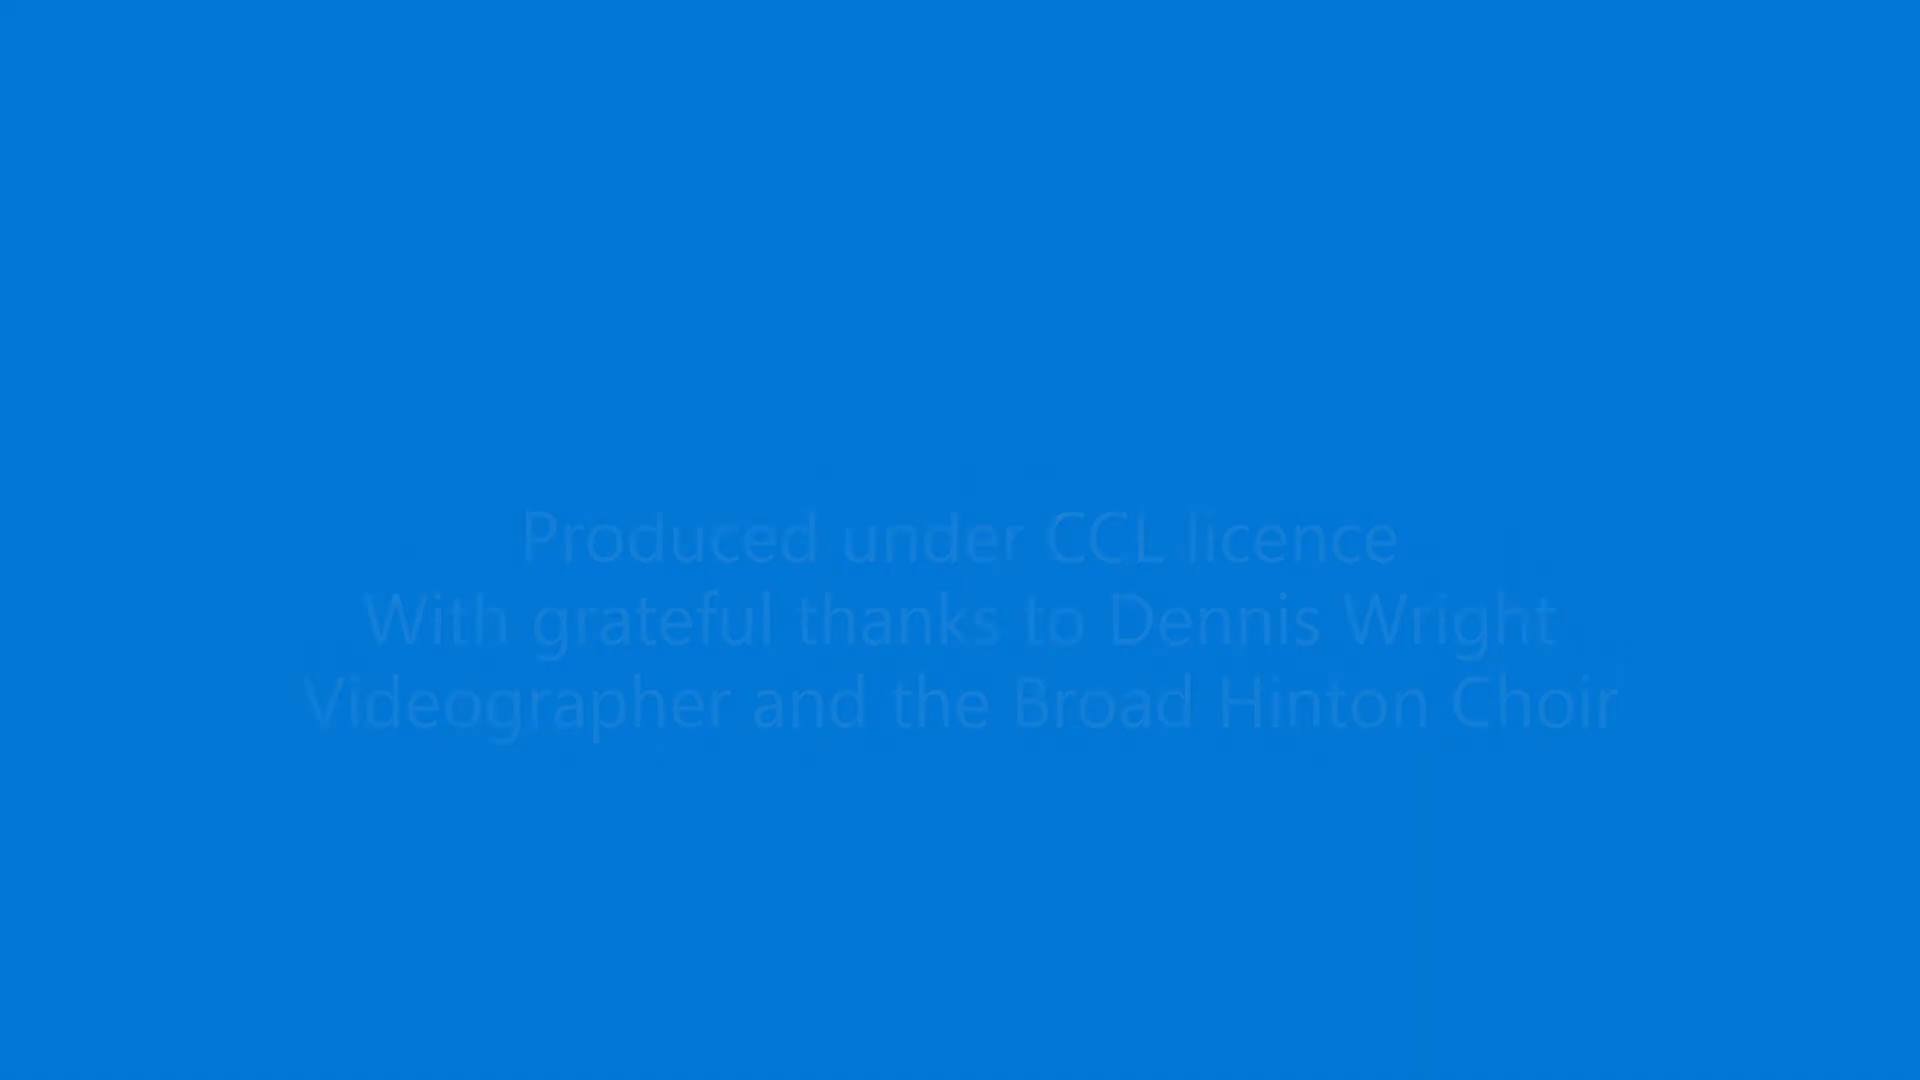 Produced under CCL licence
With grateful thanks to Dennis Wright
Videographer and the Broad Hinton Choir